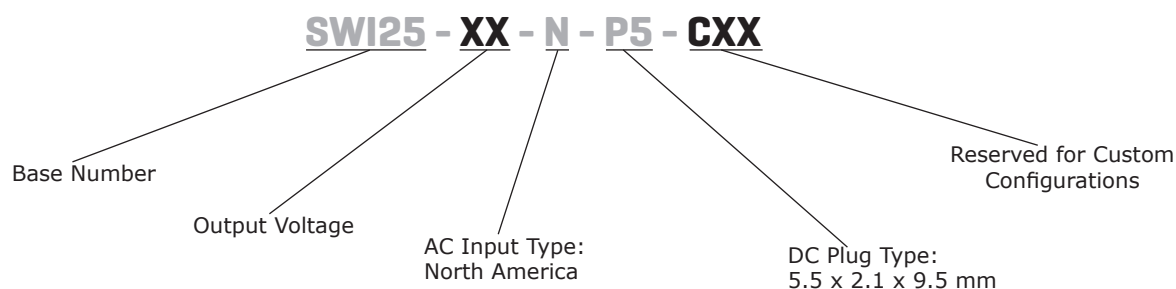 SWI25 - XX - N - P5 - CXX
Base Number
Output Voltage
AC Input Type:
North America
DC Plug Type:
5.5 x 2.1 x 9.5 mm
Reserved for Custom
Configurations